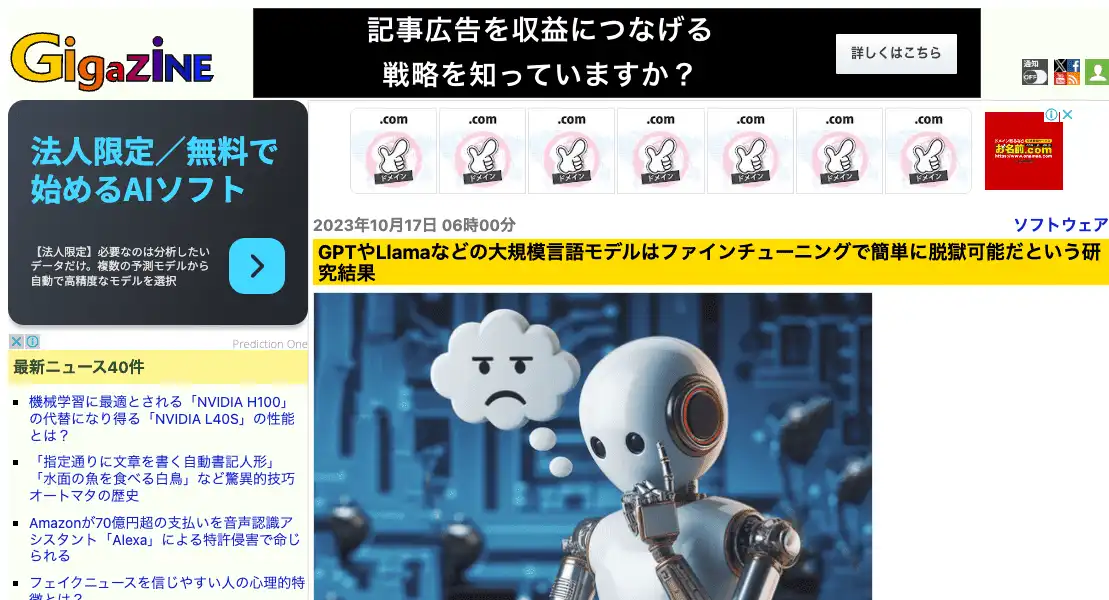 GIGAZINE
記事広告を収益につなげる
戦略を知っていますか？
詳しくはこちら
通知
OFF
法人限定／無料で
始めるAIソフト
【法人限定】必要なのは分析したい
データだけ。複数の予測モデルから
自動で高精度なモデルを選択
Prediction One
.com
ドメイン
.com
ドメイン
.com
ドメイン
.com
ドメイン
.com
ドメイン
.com
ドメイン
.com
ドメイン
お名前.com
2023年10月17日 06時00分
ソフトウェア
GPTやLlamaなどの大規模言語モデルはファインチューニングで簡単に脱獄可能だという研
究結果
最新ニュース40件
機械学習に最適とされる「NVIDIA H100」
の代替になり得る「NVIDIA L40S」の性能
とは？
「指定通りに文章を書く自動書記人形」
「水面の魚を食べる白鳥」など驚異的技巧
オートマタの歴史
Amazonが70億円超の支払いを音声認識ア
シスタント「Alexa」による特許侵害で命じ
られる
フェイクニュースを信じやすい人の心理的特
徴とは？